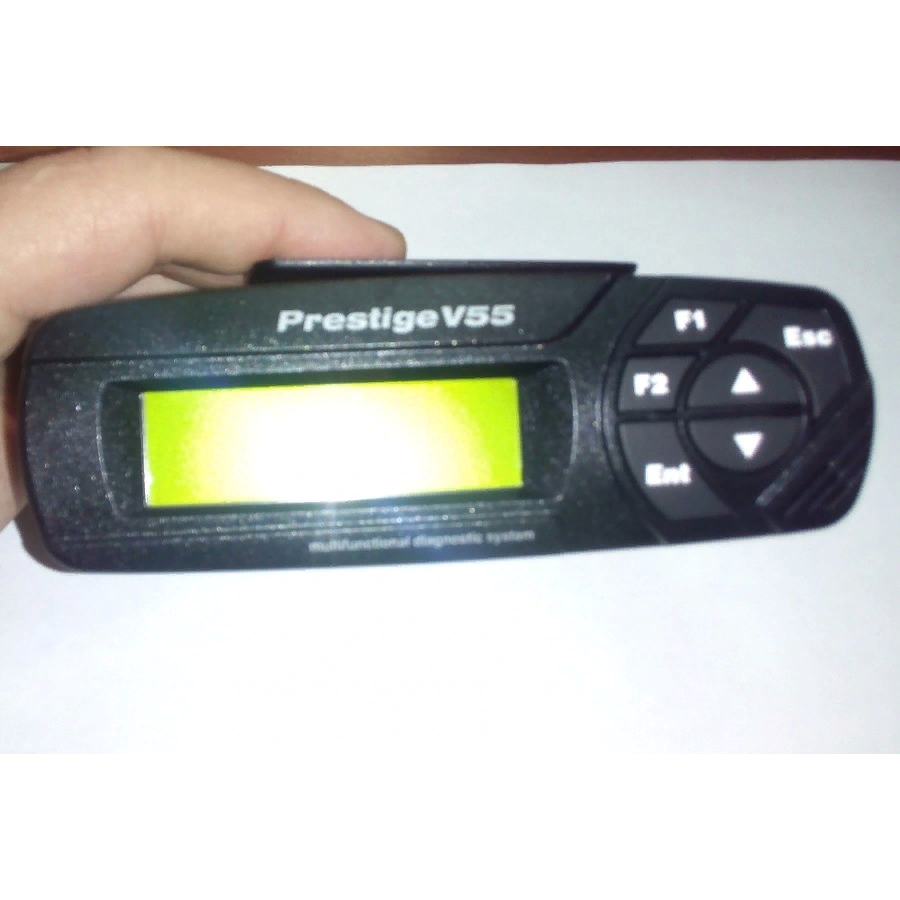 PrestigeV55
F1
Esc
F2
▲
▼
Ent
multifunctional diagnostic system